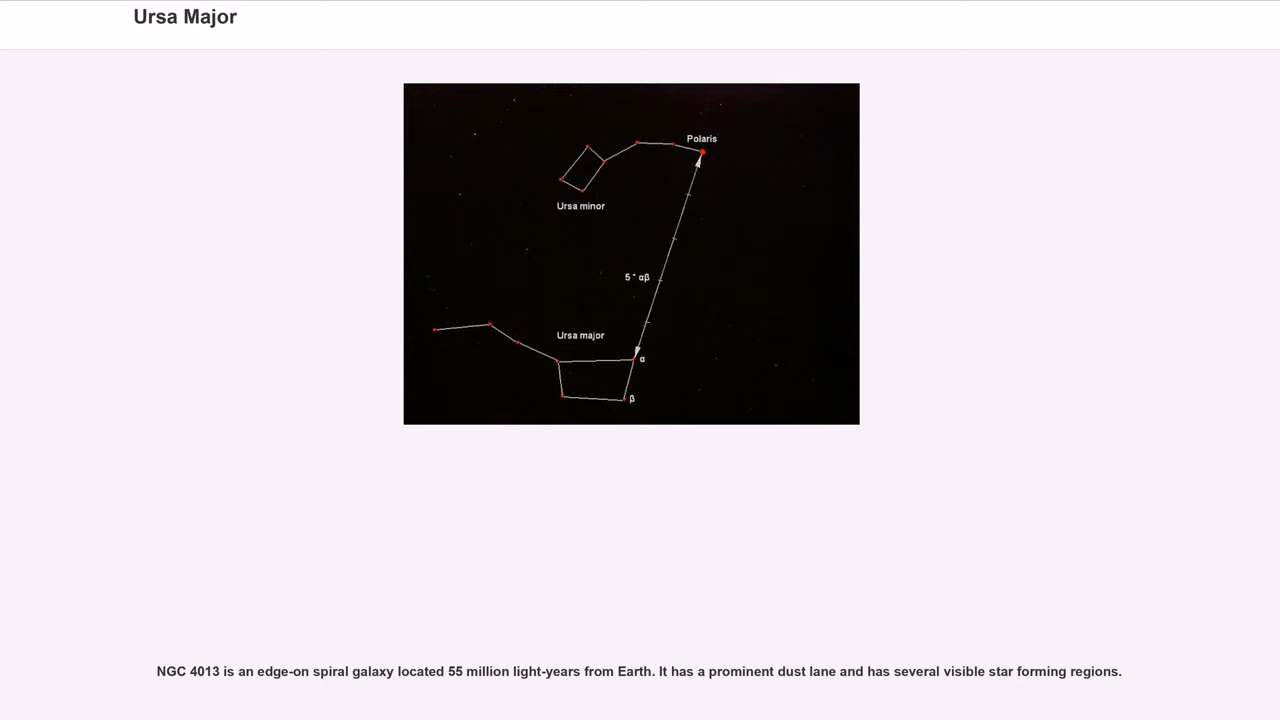 Ursa Major
Polaris
Ursa minor
5 * αβ
Ursa major
α
β
NGC 4013 is an edge-on spiral galaxy located 55 million light-years from Earth. It has a prominent dust lane and has several visible star forming regions.